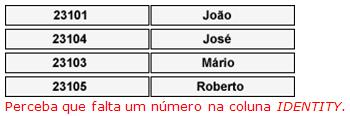 23101 João
23104 José
23103 Mário
23105 Roberto
Perceba que falta um número na coluna IDENTITY.